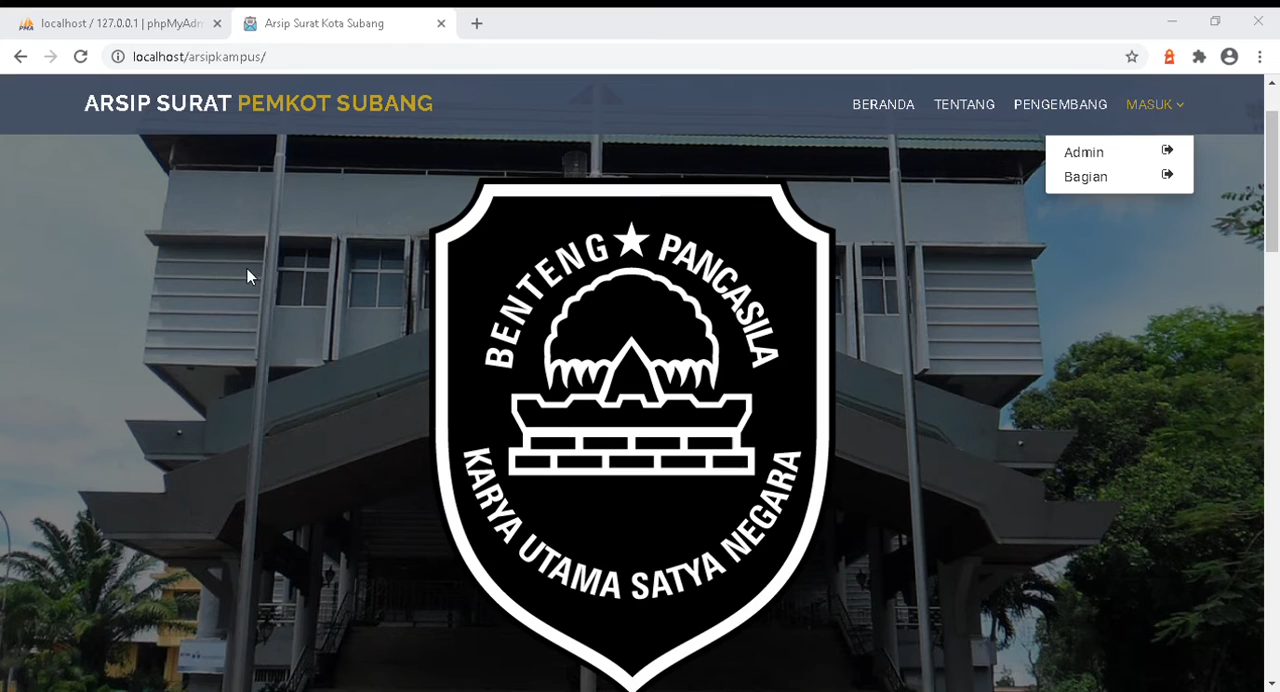 localhost / 127.0.0.1 | phpMyAdm
Arsip Surat Kota Subang
localhost/arsipkampus/
ARSIP SURAT PEMKOT SUBANG
BERANDA
TENTANG
PENGEMBANG
MASUK
Admin
Bagian
BENTENG PANCASILA
KARYA UTAMA SATYA NEGARA